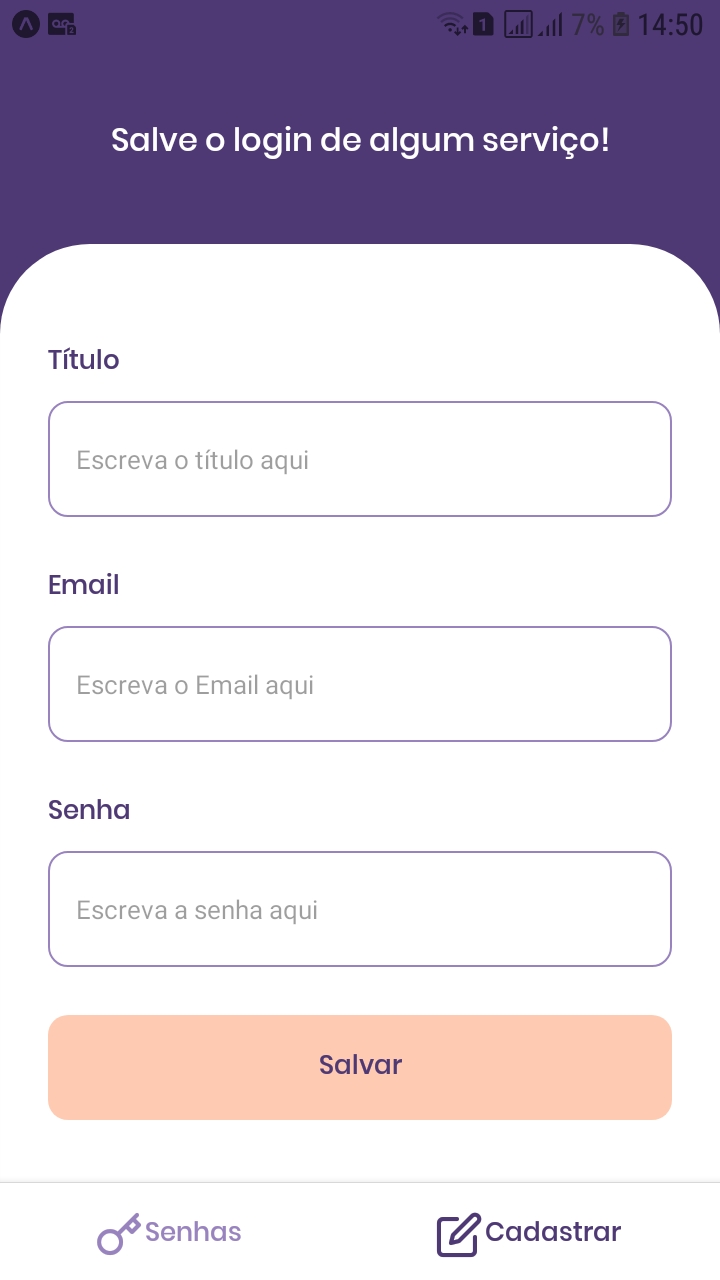 1 7% 14:50
Salve o login de algum serviço!
Título
Escreva o título aqui
Email
Escreva o Email aqui
Senha
Escreva a senha aqui
Salvar
Senhas Cadastrar